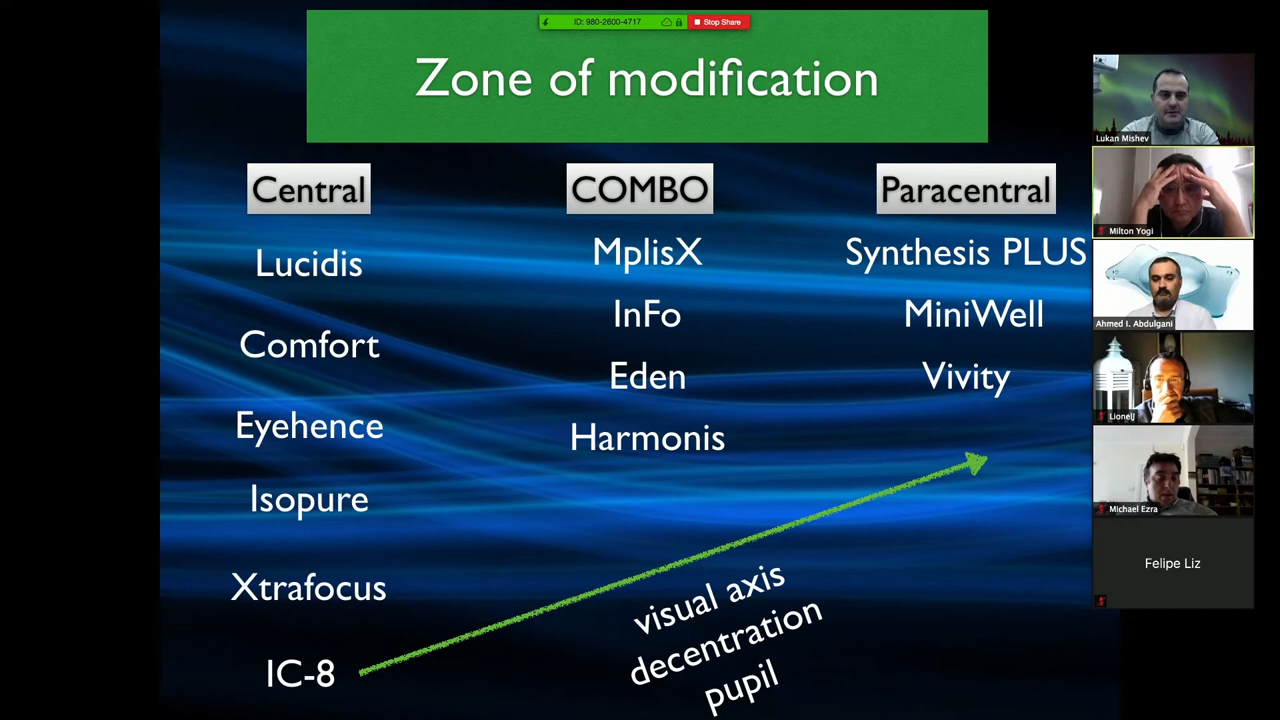 ID: 980-2600-4717
Stop Share
Zone of modification
Central
Lucidis
Comfort
Eyehence
Isopure
Xtrafocus
IC-8
COMBO
MplisX
InFo
Eden
Harmonis
Paracentral
Synthesis PLUS
MiniWell
Vivity
visual axis
decentration
pupil
Lukan Mishev
Milton Yogi
Ahmed I. Abdulgani
LionelJ
Michael Ezra
Felipe Liz